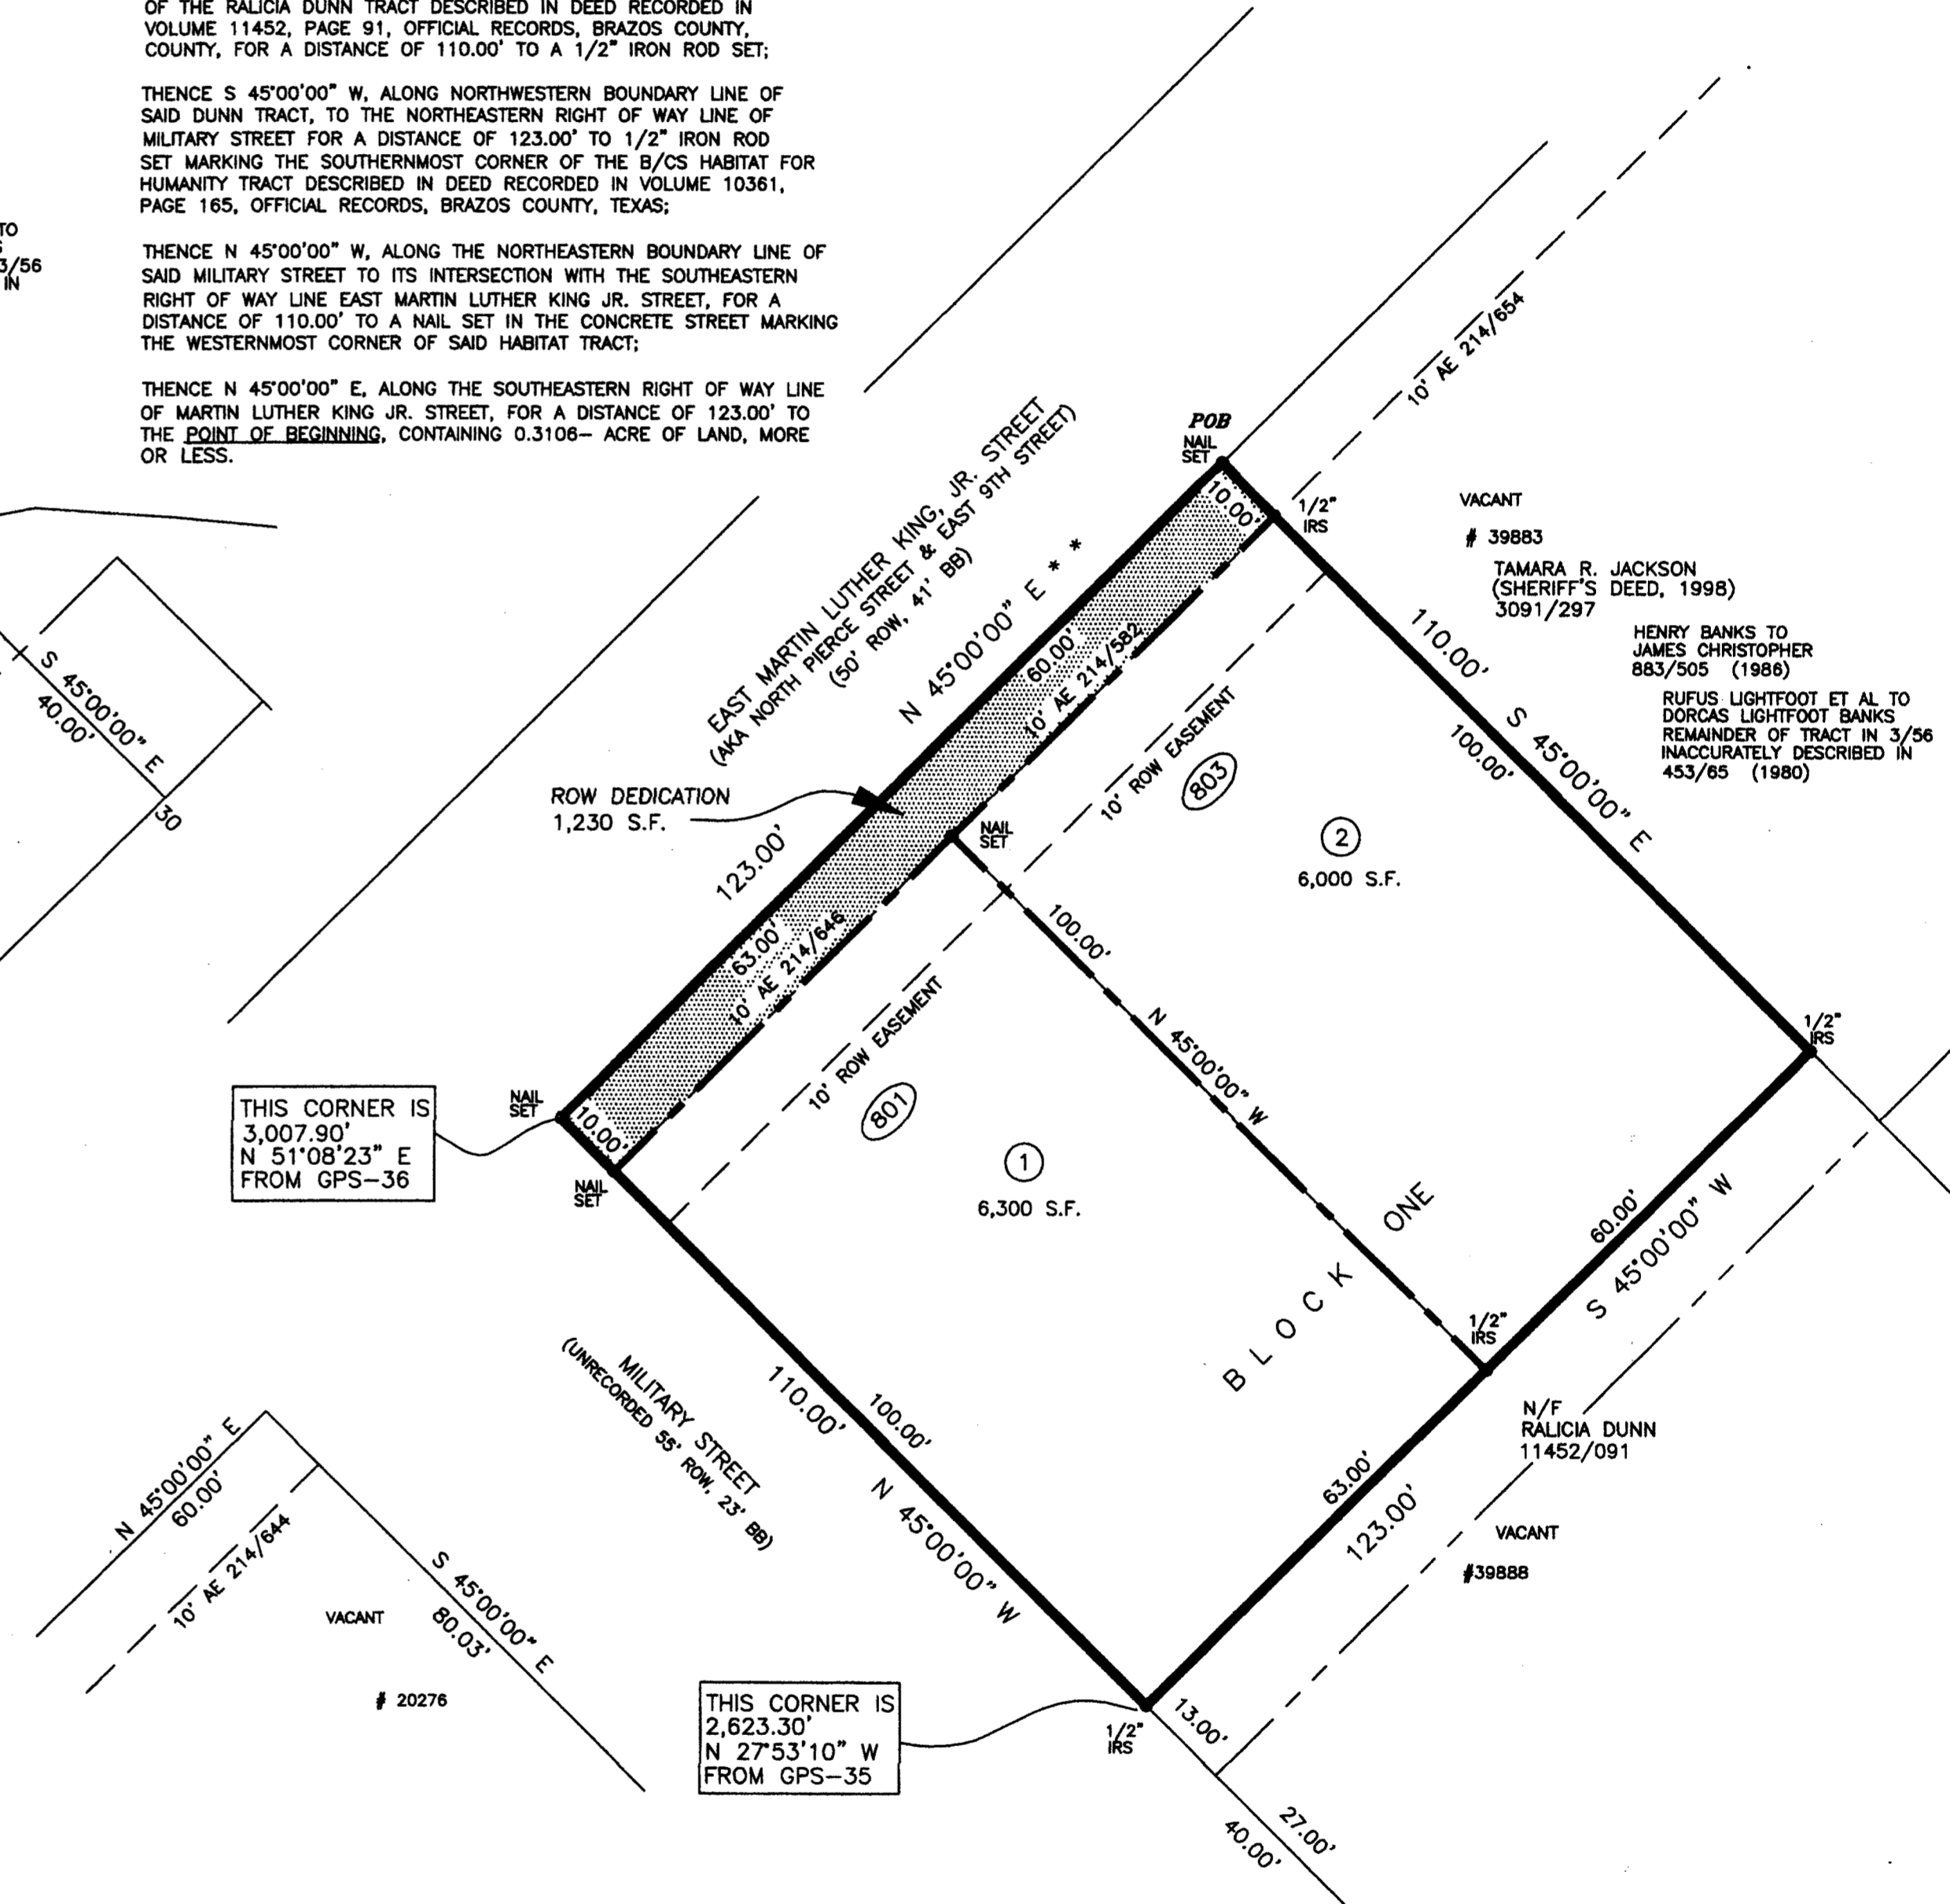 OF THE RALICIA DUNN TRACT DESCRIBED IN DEED RECORDED IN
VOLUME 11452, PAGE 91, OFFICIAL RECORDS, BRAZOS COUNTY,
COUNTY, FOR A DISTANCE OF 110.00' TO A 1/2" IRON ROD SET;
THENCE S 45°00'00" W, ALONG NORTHWESTERN BOUNDARY LINE OF
SAID DUNN TRACT, TO THE NORTHEASTERN RIGHT OF WAY LINE OF
MILITARY STREET FOR A DISTANCE OF 123.00' TO 1/2" IRON ROD
SET MARKING THE SOUTHERNMOST CORNER OF THE B/CS HABITAT FOR
HUMANITY TRACT DESCRIBED IN DEED RECORDED IN VOLUME 10361,
PAGE 165, OFFICIAL RECORDS, BRAZOS COUNTY, TEXAS;
THENCE N 45°00'00" W, ALONG THE NORTHEASTERN BOUNDARY LINE OF
SAID MILITARY STREET TO ITS INTERSECTION WITH THE SOUTHEASTERN
RIGHT OF WAY LINE EAST MARTIN LUTHER KING JR. STREET, FOR A
DISTANCE OF 110.00' TO A NAIL SET IN THE CONCRETE STREET MARKING
THE WESTERNMOST CORNER OF SAID HABITAT TRACT;
THENCE N 45°00'00" E, ALONG THE SOUTHEASTERN RIGHT OF WAY LINE
OF MARTIN LUTHER KING JR. STREET, FOR A DISTANCE OF 123.00' TO
THE POINT OF BEGINNING, CONTAINING 0.3106- ACRE OF LAND, MORE
OR LESS.
TO
3/56
IN
10' AE 214/654
POB
NAIL
SET
10.00'
1/2"
IRS
VACANT
# 39883
TAMARA R. JACKSON
(SHERIFF'S DEED, 1998)
3091/297
HENRY BANKS TO
JAMES CHRISTOPHER
883/505 (1986)
RUFUS LIGHTFOOT ET AL TO
DORCAS LIGHTFOOT BANKS
REMAINDER OF TRACT IN 3/56
INACCURATELY DESCRIBED IN
453/65 (1980)
EAST MARTIN LUTHER KING, JR. STREET
(AKA NORTH PIERCE STREET & EAST 9TH STREET)
(50' ROW, 41' BB)
N 45°00'00" E * *
123.00'
60.00'
10' AE 214/582
10' ROW EASEMENT
803
110.00'
S 45°00'00" E
100.00'
ROW DEDICATION
1,230 S.F.
NAIL
SET
2
6,000 S.F.
S 45°00'00" E
40.00'
30
63.00'
10' AE 214/646
10' ROW EASEMENT
801
100.00'
N 45°00'00" W
1/2"
IRS
THIS CORNER IS
3,007.90'
N 51°08'23" E
FROM GPS-36
NAIL
SET
10.00'
NAIL
SET
1
6,300 S.F.
BLOCK ONE
60.00'
S 45°00'00" W
1/2"
IRS
MILITARY STREET
(UNRECORDED 55' ROW, 23' BB)
110.00'
100.00'
N 45°00'00" W
63.00'
123.00'
N/F
RALICIA DUNN
11452/091
VACANT
#39888
N 45°00'00" E
60.00'
10' AE 214/644
S 45°00'00" E
80.03'
VACANT
# 20276
THIS CORNER IS
2,623.30'
N 27°53'10" W
FROM GPS-35
1/2"
IRS
13.00'
27.00'
40.00'